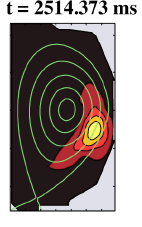 t = 2514.373 ms